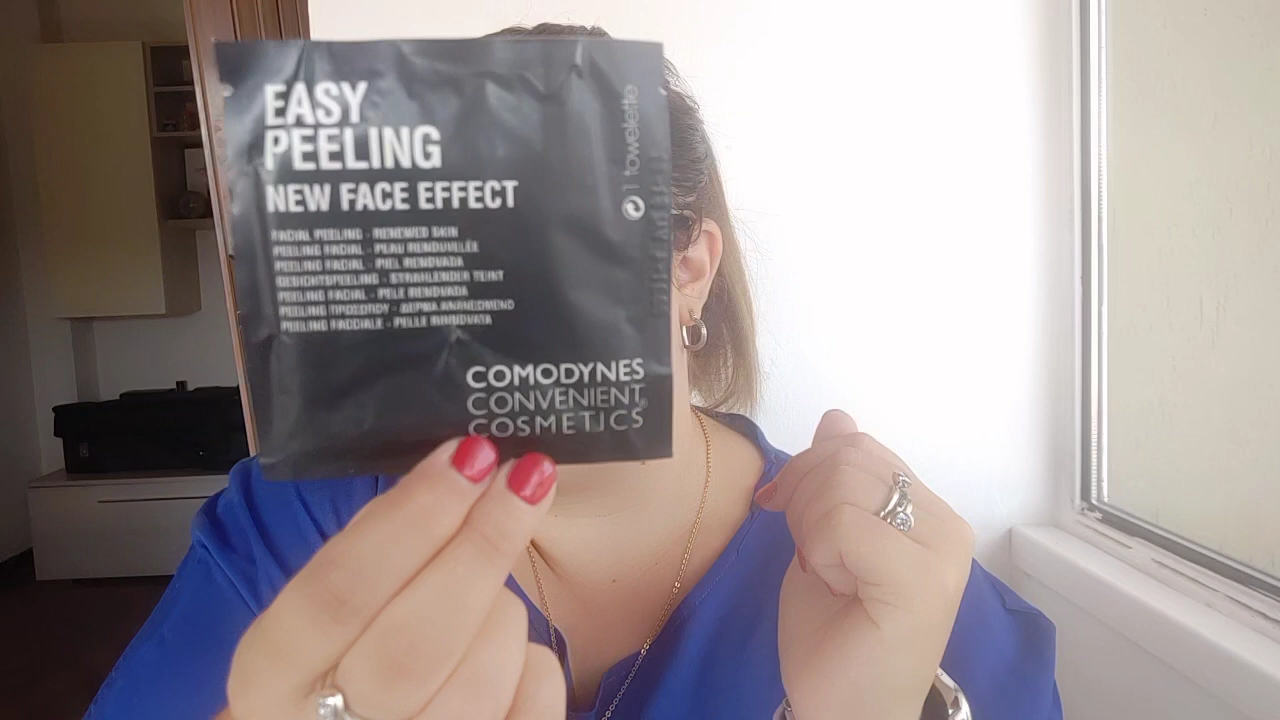 EASY
PEELING
NEW FACE EFFECT
FACIAL PEELING - RENEWED SKIN
PEELING FACIAL - PEAU RENOUVELÉE
PEELING FACIAL - PIEL RENOVADA
GESICHTSPEELING - STRAHLENDER TEINT
PEELING FACIAL - PELE RENOVADA
PEELING ΠΡΟΣΩΠΟΥ - ΔΕΡΜΑ
PEELING FACCIALE - PELLE RINNOVATA
COMODYNES
CONVENIENT
COSMETICS
1 towelette